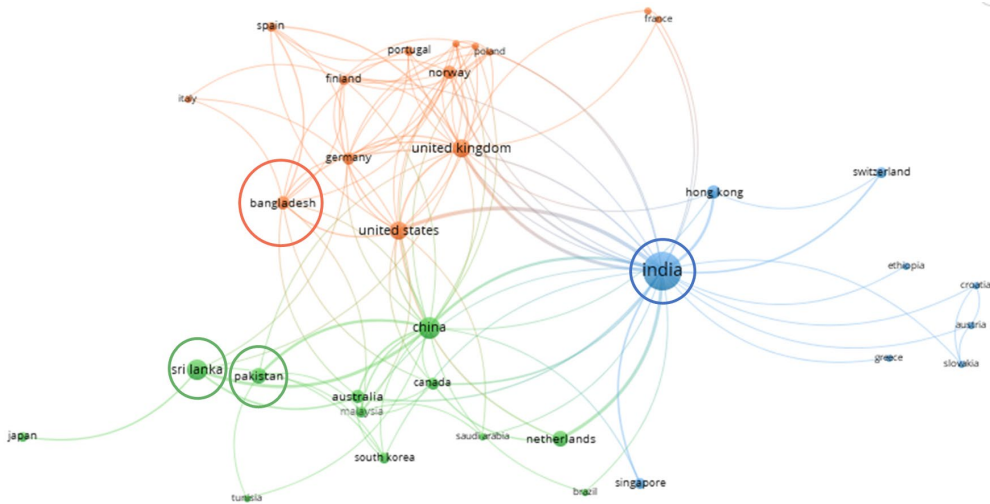 spain
france
portugal
poland
norway
finland
italy
united kingdom
germany
switzerland
hong kong
bangladesh
united states
india
ethiopia
croatia
austria
china
greece
slovakia
sri lanka
pakistan
canada
australia
malaysia
japan
saudi arabia
netherlands
south korea
singapore
brazil
tunisia